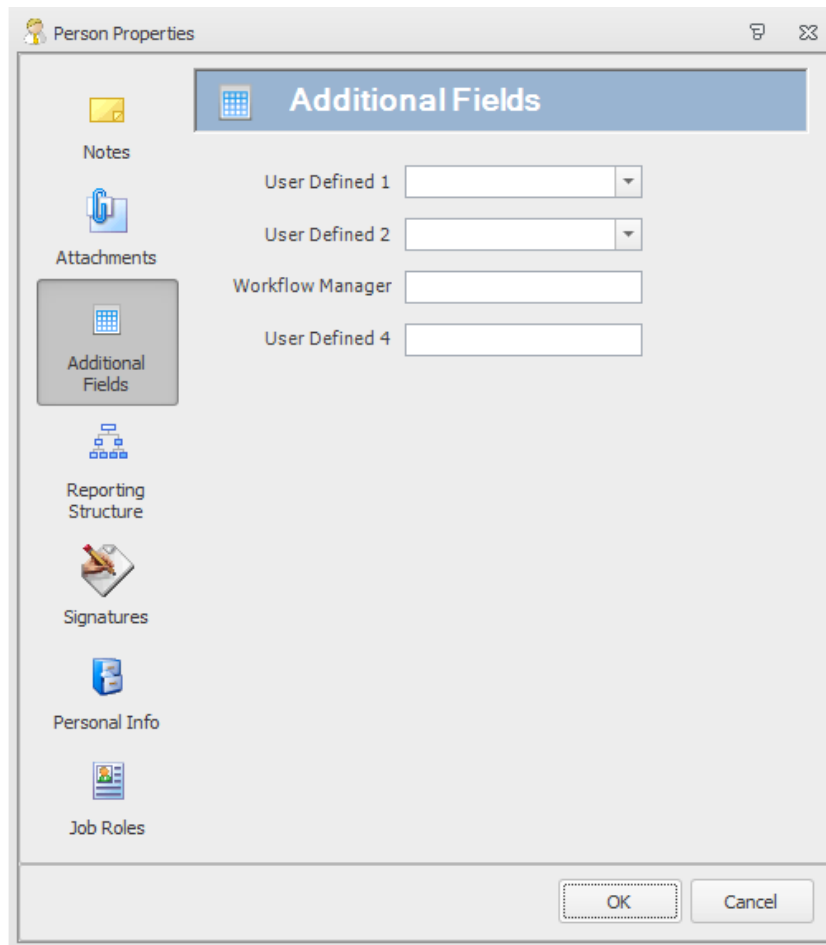 Person Properties
Notes
Attachments
Additional
Fields
Reporting
Structure
Signatures
Personal Info
Job Roles
Additional Fields
User Defined 1
User Defined 2
Workflow Manager
User Defined 4
OK
Cancel